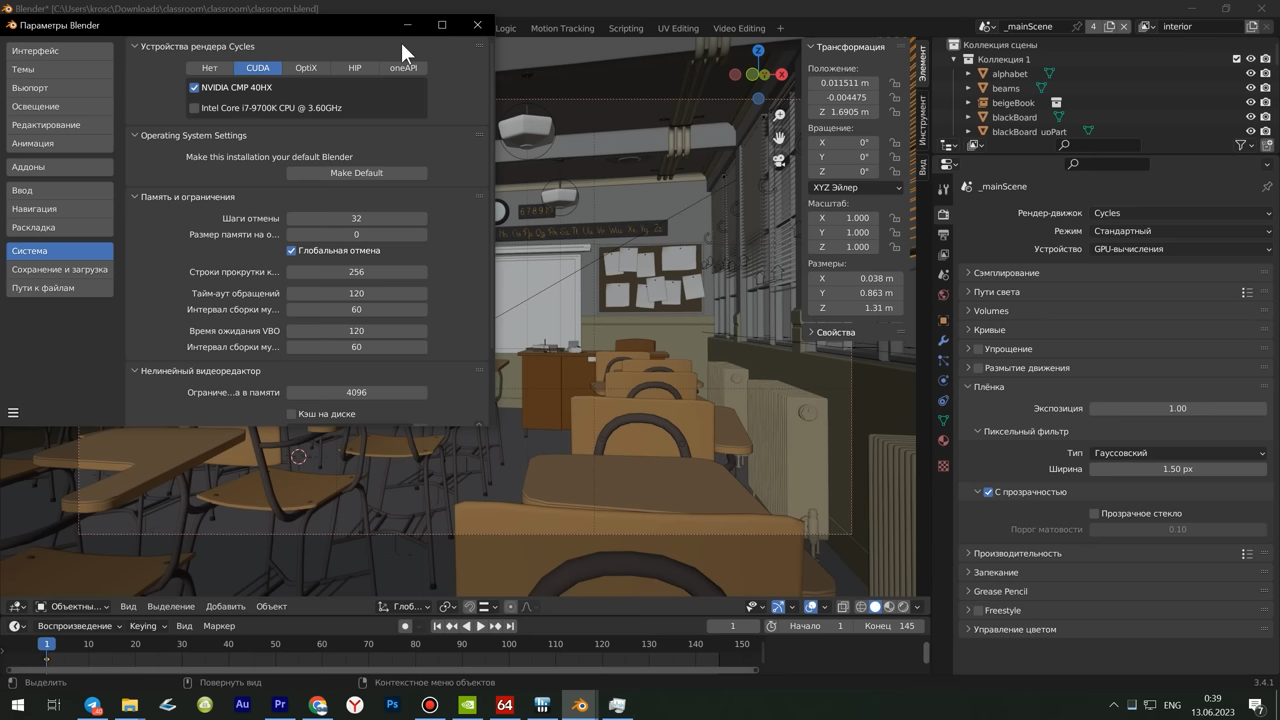 Blender* [C:\Users\krosc\Downloads\classroom\classroom\classroom.blend]
Параметры Blender
Logic
Motion Tracking
Scripting
UV Editing
Video Editing
_mainScene
4
interior
Интерфейс
Темы
Вьюпорт
Освещение
Редактирование
Анимация
Аддоны
Ввод
Навигация
Раскладка
Система
Сохранение и загрузка
Пути к файлам
Устройства рендера Cycles
Нет
CUDA
OptiX
HIP
oneAPI
NVIDIA CMP 40HX
Intel Core i7-9700K CPU @ 3.60GHz
Operating System Settings
Make this installation your default Blender
Make Default
Память и ограничения
Шаги отмены 32
Размер памяти на о... 0
Глобальная отмена
Строки прокрутки к... 256
Тайм-аут обращений 120
Интервал сборки му... 60
Время ожидания VBO 120
Интервал сборки му... 60
Нелинейный видеоредактор
Ограниче...а в памяти 4096
Кэш на диске
Z
Y
X
Трансформация
Положение:
0.011511 m
-0.004475
Z 1.6905 m
Вращение:
X 0°
Y 0°
Z 0°
XYZ Эйлер
Масштаб:
X 1.000
Y 1.000
Z 1.000
Размеры:
X 0.038 m
Y 0.863 m
Z 1.31 m
Свойства
Элемент
Инструмент
Вид
Коллекция сцены
Коллекция 1
alphabet
beams
beigeBook
blackBoard
blackBoard_upPart
_mainScene
Рендер-движок Cycles
Режим Стандартный
Устройство GPU-вычисления
Сэмплирование
Пути света
Volumes
Кривые
Упрощение
Размытие движения
Плёнка
Экспозиция 1.00
Пиксельный фильтр
Тип Гауссовский
Ширина 1.50 px
С прозрачностью
Прозрачное стекло
Порог матовости 0.10
Производительность
Запекание
Grease Pencil
Freestyle
Управление цветом
Объектны...
Вид
Выделение
Добавить
Объект
Глоб...
Воспроизведение
Keying
Вид
Маркер
1
Начало 1
Конец 145
1 10 20 30 40 50 60 70 80 90 100 110 120 130 140 150
Выделить
Повернуть вид
Контекстное меню объектов
3.4.1
Au
Pr
Y
Ps
64
ENG
0:39
13.06.2023